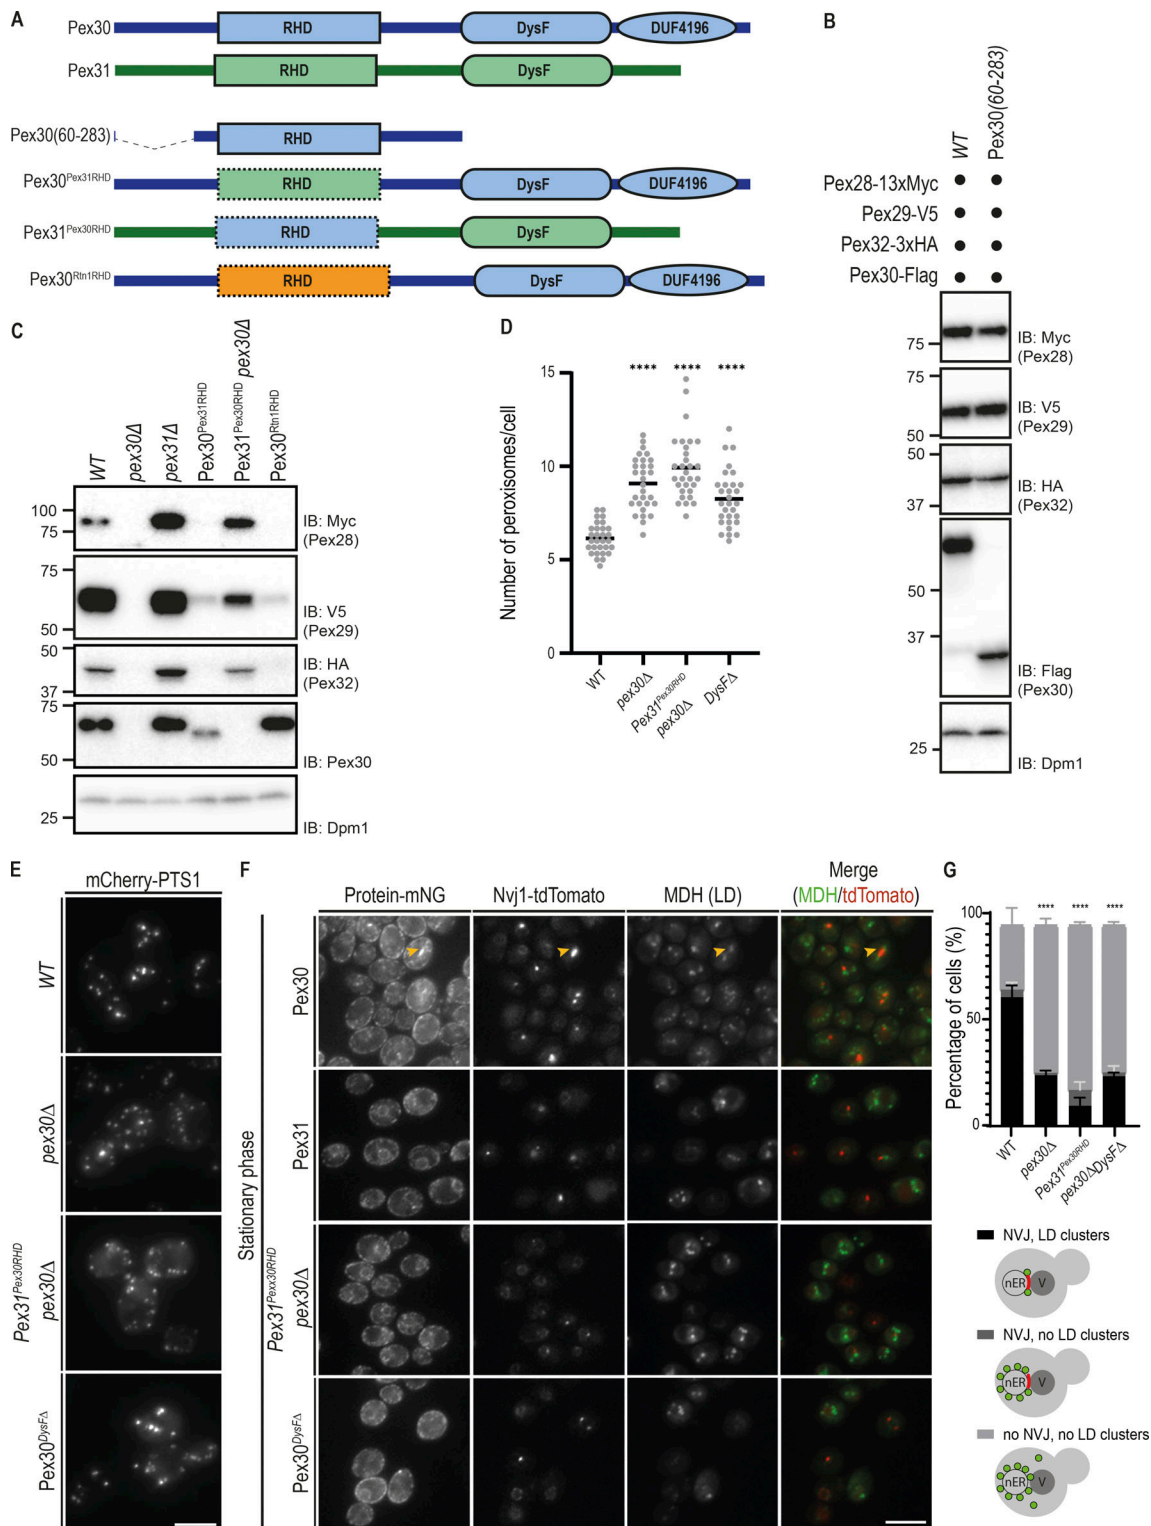 A
Pex30
RHD
DysF
DUF4196
Pex31
RHD
DysF
Pex30(60-283)
RHD
Pex30Pex31RHD
RHD
DysF
DUF4196
Pex31Pex30RHD
RHD
DysF
Pex30Rtn1RHD
RHD
DysF
DUF4196
B
WT
Pex30(60-283)
Pex28-13xMyc
Pex29-V5
Pex32-3xHA
Pex30-Flag
75
IB: Myc
(Pex28)
75
50
IB: V5
(Pex29)
50
37
IB: HA
(Pex32)
50
37
IB: Flag
(Pex30)
25
IB: Dpm1
C
WT
pex30Δ
pex31Δ
Pex30Pex31RHD
Pex31Pex30RHD pex30Δ
Pex30Rtn1RHD
100
75
IB: Myc
(Pex28)
75
50
IB: V5
(Pex29)
50
37
IB: HA
(Pex32)
75
50
IB: Pex30
25
IB: Dpm1
D
Number of peroxisomes/cell
15
10
5
0
**** **** ****
WT
pex30Δ
Pex31Pex30RHD
pex30Δ
DysFΔ
E
mCherry-PTS1
WT
pex30Δ
Pex31Pex30RHD
pex30Δ
Pex30DysFΔ
F
Protein-mNG
Nvj1-tdTomato
MDH (LD)
Merge
(MDH/tdTomato)
Stationary phase
Pex30
Pex31
Pex31Pexx30RHD
pex30Δ
Pex30DysFΔ
G
Percentage of cells (%)
100
50
0
**** **** ****
WT
pex30Δ
Pex31Pex30RHD
pex30ΔDysFΔ
NVJ, LD clusters
nER V
NVJ, no LD clusters
nER V
no NVJ, no LD clusters
nER V